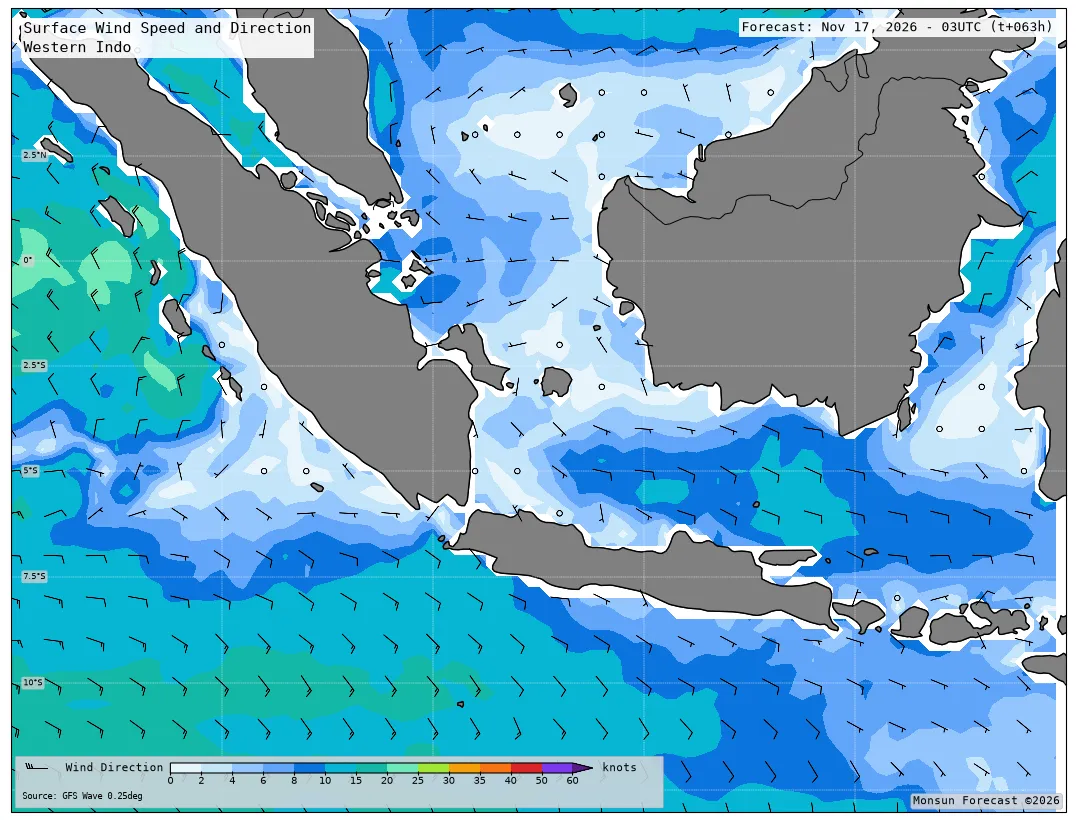 Surface Wind Speed and Direction
Western Indo
Forecast: Nov 17, 2026 - 03UTC (t+063h)
2.5°N
0°
2.5°S
5°S
7.5°S
10°S
Wind Direction
knots
0 2 4 6 8 10 15 20 25 30 35 40 50 60
Source: GFS Wave 0.25deg
Monsun Forecast ©2026